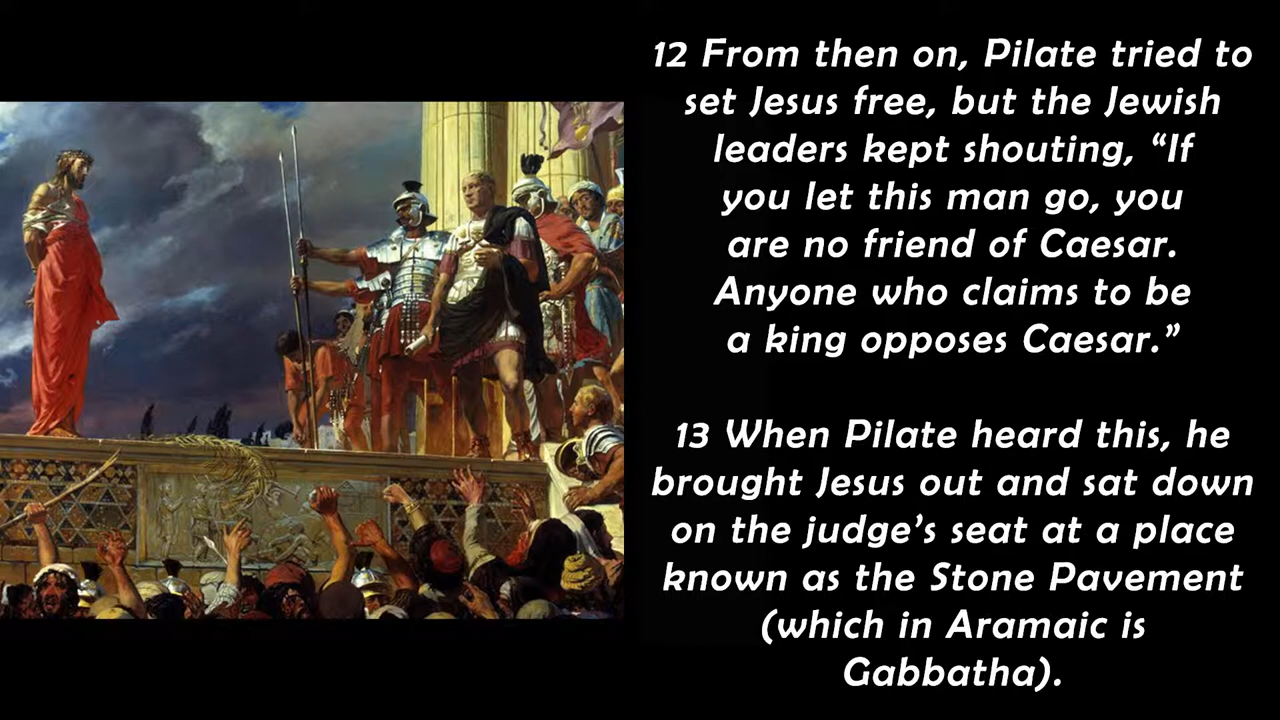 12 From then on, Pilate tried to
set Jesus free, but the Jewish
leaders kept shouting, “If
you let this man go, you
are no friend of Caesar.
Anyone who claims to be
a king opposes Caesar.”
13 When Pilate heard this, he
brought Jesus out and sat down
on the judge’s seat at a place
known as the Stone Pavement
(which in Aramaic is
Gabbatha).